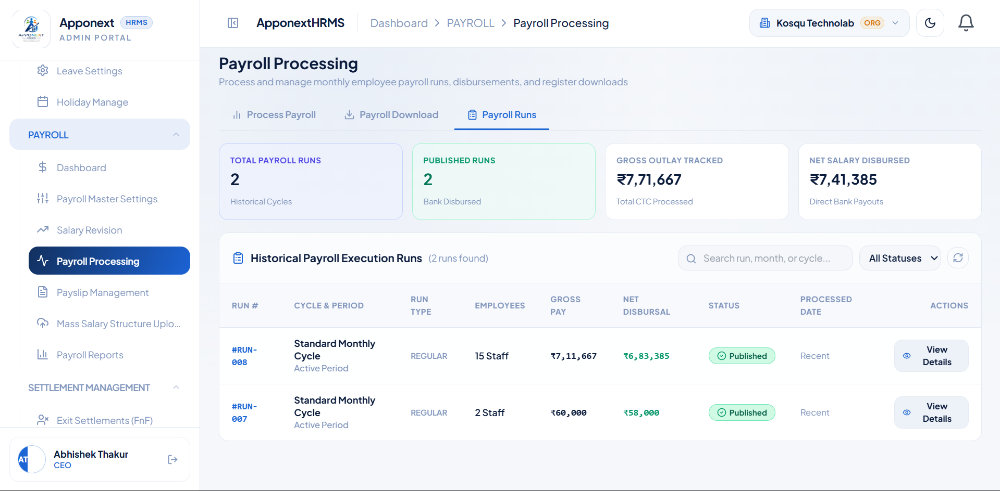 APPONEXT
HRMS
Apponext HRMS
ADMIN PORTAL
ApponextHRMS
Dashboard > PAYROLL > Payroll Processing
Kosqu Technolab ORG
Leave Settings
Holiday Manage
PAYROLL
Dashboard
Payroll Master Settings
Salary Revision
Payroll Processing
Payslip Management
Mass Salary Structure Uplo...
Payroll Reports
SETTLEMENT MANAGEMENT
Exit Settlements (FnF)
AT
Abhishek Thakur
CEO
Payroll Processing
Process and manage monthly employee payroll runs, disbursements, and register downloads
Process Payroll
Payroll Download
Payroll Runs
TOTAL PAYROLL RUNS
2
Historical Cycles
PUBLISHED RUNS
2
Bank Disbursed
GROSS OUTLAY TRACKED
₹7,71,667
Total CTC Processed
NET SALARY DISBURSED
₹7,41,385
Direct Bank Payouts
Historical Payroll Execution Runs (2 runs found)
Search run, month, or cycle...
All Statuses
RUN #
CYCLE & PERIOD
RUN
TYPE
EMPLOYEES
GROSS
PAY
NET
DISBURSAL
STATUS
PROCESSED
DATE
ACTIONS
#RUN-
008
Standard Monthly
Cycle
Active Period
REGULAR
15 Staff
₹7,11,667
₹6,83,385
Published
Recent
View
Details
#RUN-
007
Standard Monthly
Cycle
Active Period
REGULAR
2 Staff
₹60,000
₹58,000
Published
Recent
View
Details